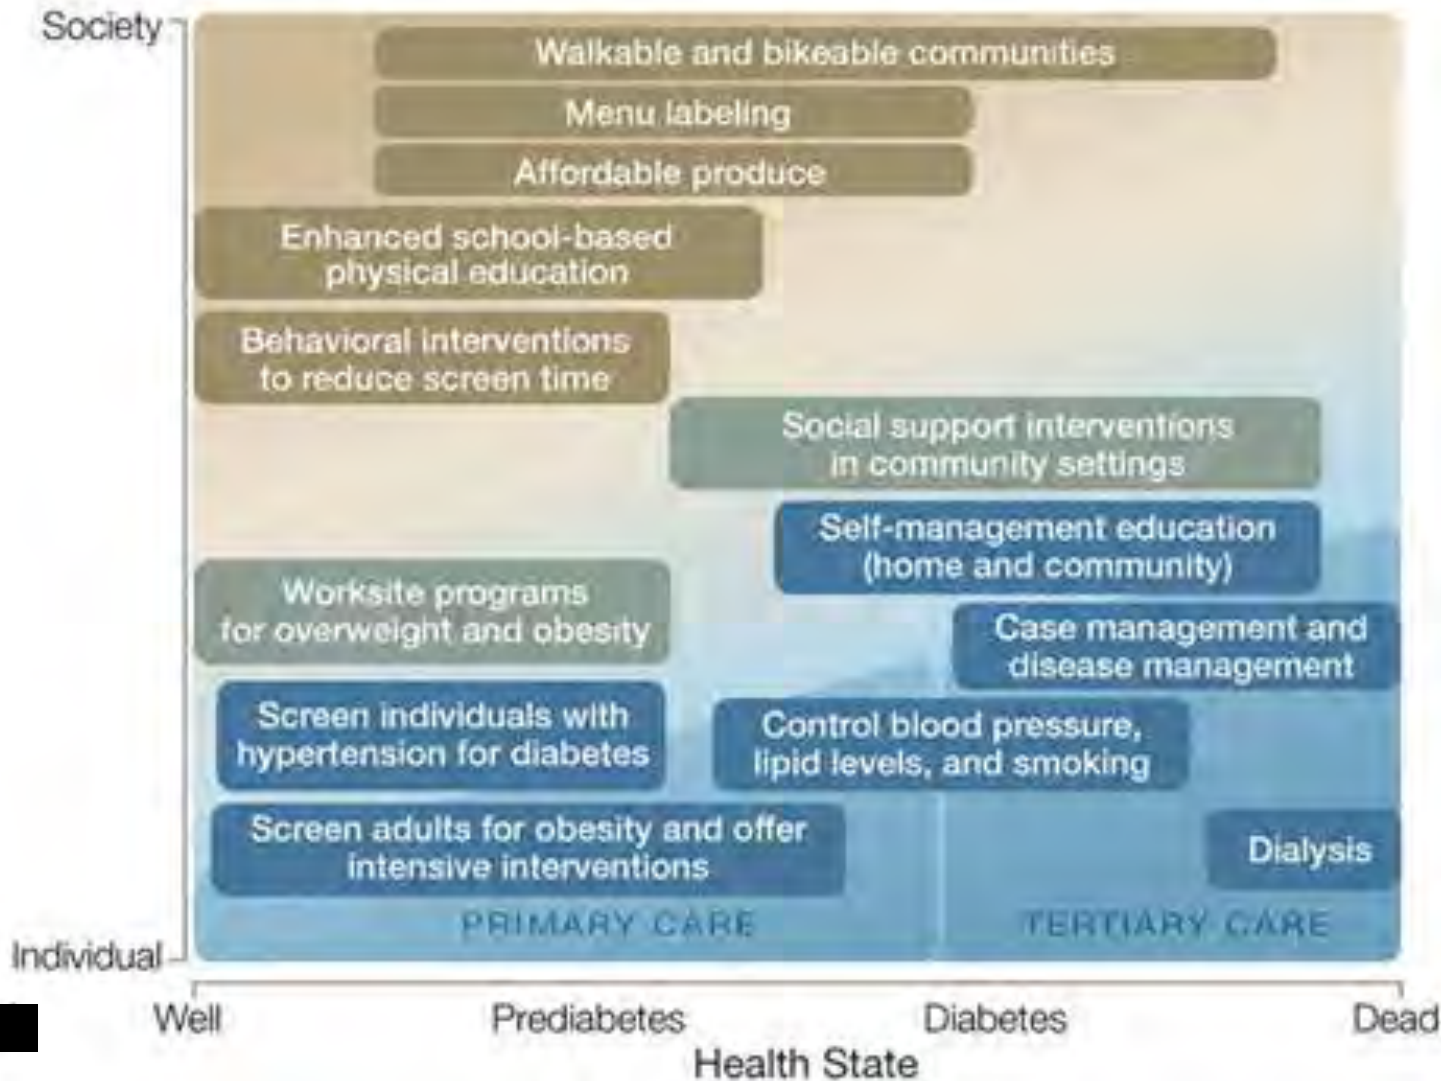 Society
Walkable and bikeable communities
Menu labeling
Affordable produce
Enhanced school-based
physical education
Behavioral interventions
to reduce screen time
Social support interventions
in community settings
Self-management education
(home and community)
Worksite programs
for overweight and obesity
Case management and
disease management
Screen individuals with
hypertension for diabetes
Control blood pressure,
lipid levels, and smoking
Screen adults for obesity and offer
intensive interventions
Dialysis
PRIMARY CARE
TERTIARY CARE
Individual
Well
Prediabetes
Diabetes
Dead
Health State